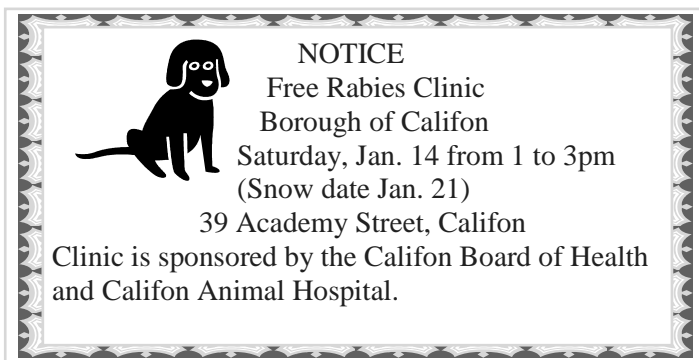 NOTICE
Free Rabies Clinic
Borough of Califon
Saturday, Jan. 14 from 1 to 3pm
(Snow date Jan. 21)
39 Academy Street, Califon
Clinic is sponsored by the Califon Board of Health
and Califon Animal Hospital.